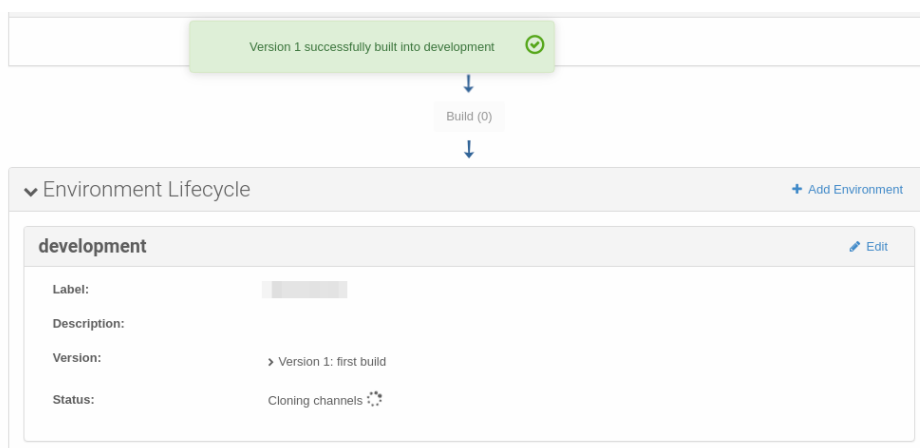 Version 1 successfully built into development
Build (0)
Environment Lifecycle
Add Environment
development
Edit
Label:
Description:
Version: Version 1: first build
Status: Cloning channels